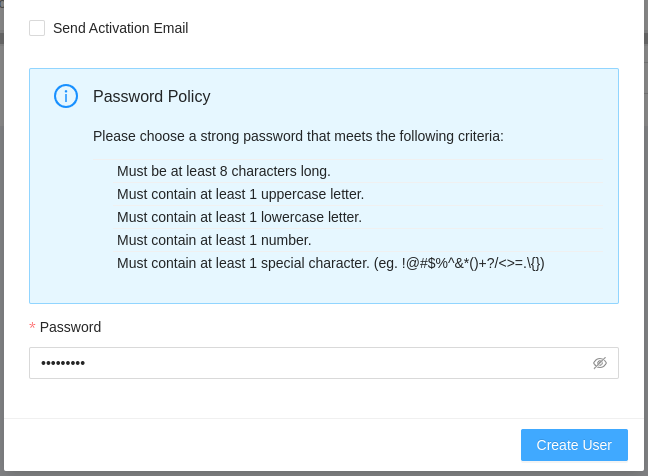 Send Activation Email
Password Policy
Please choose a strong password that meets the following criteria:
Must be at least 8 characters long.
Must contain at least 1 uppercase letter.
Must contain at least 1 lowercase letter.
Must contain at least 1 number.
Must contain at least 1 special character. (eg. !@#$%^&*()+?/<>=.\{})
* Password
•••••••••
Create User